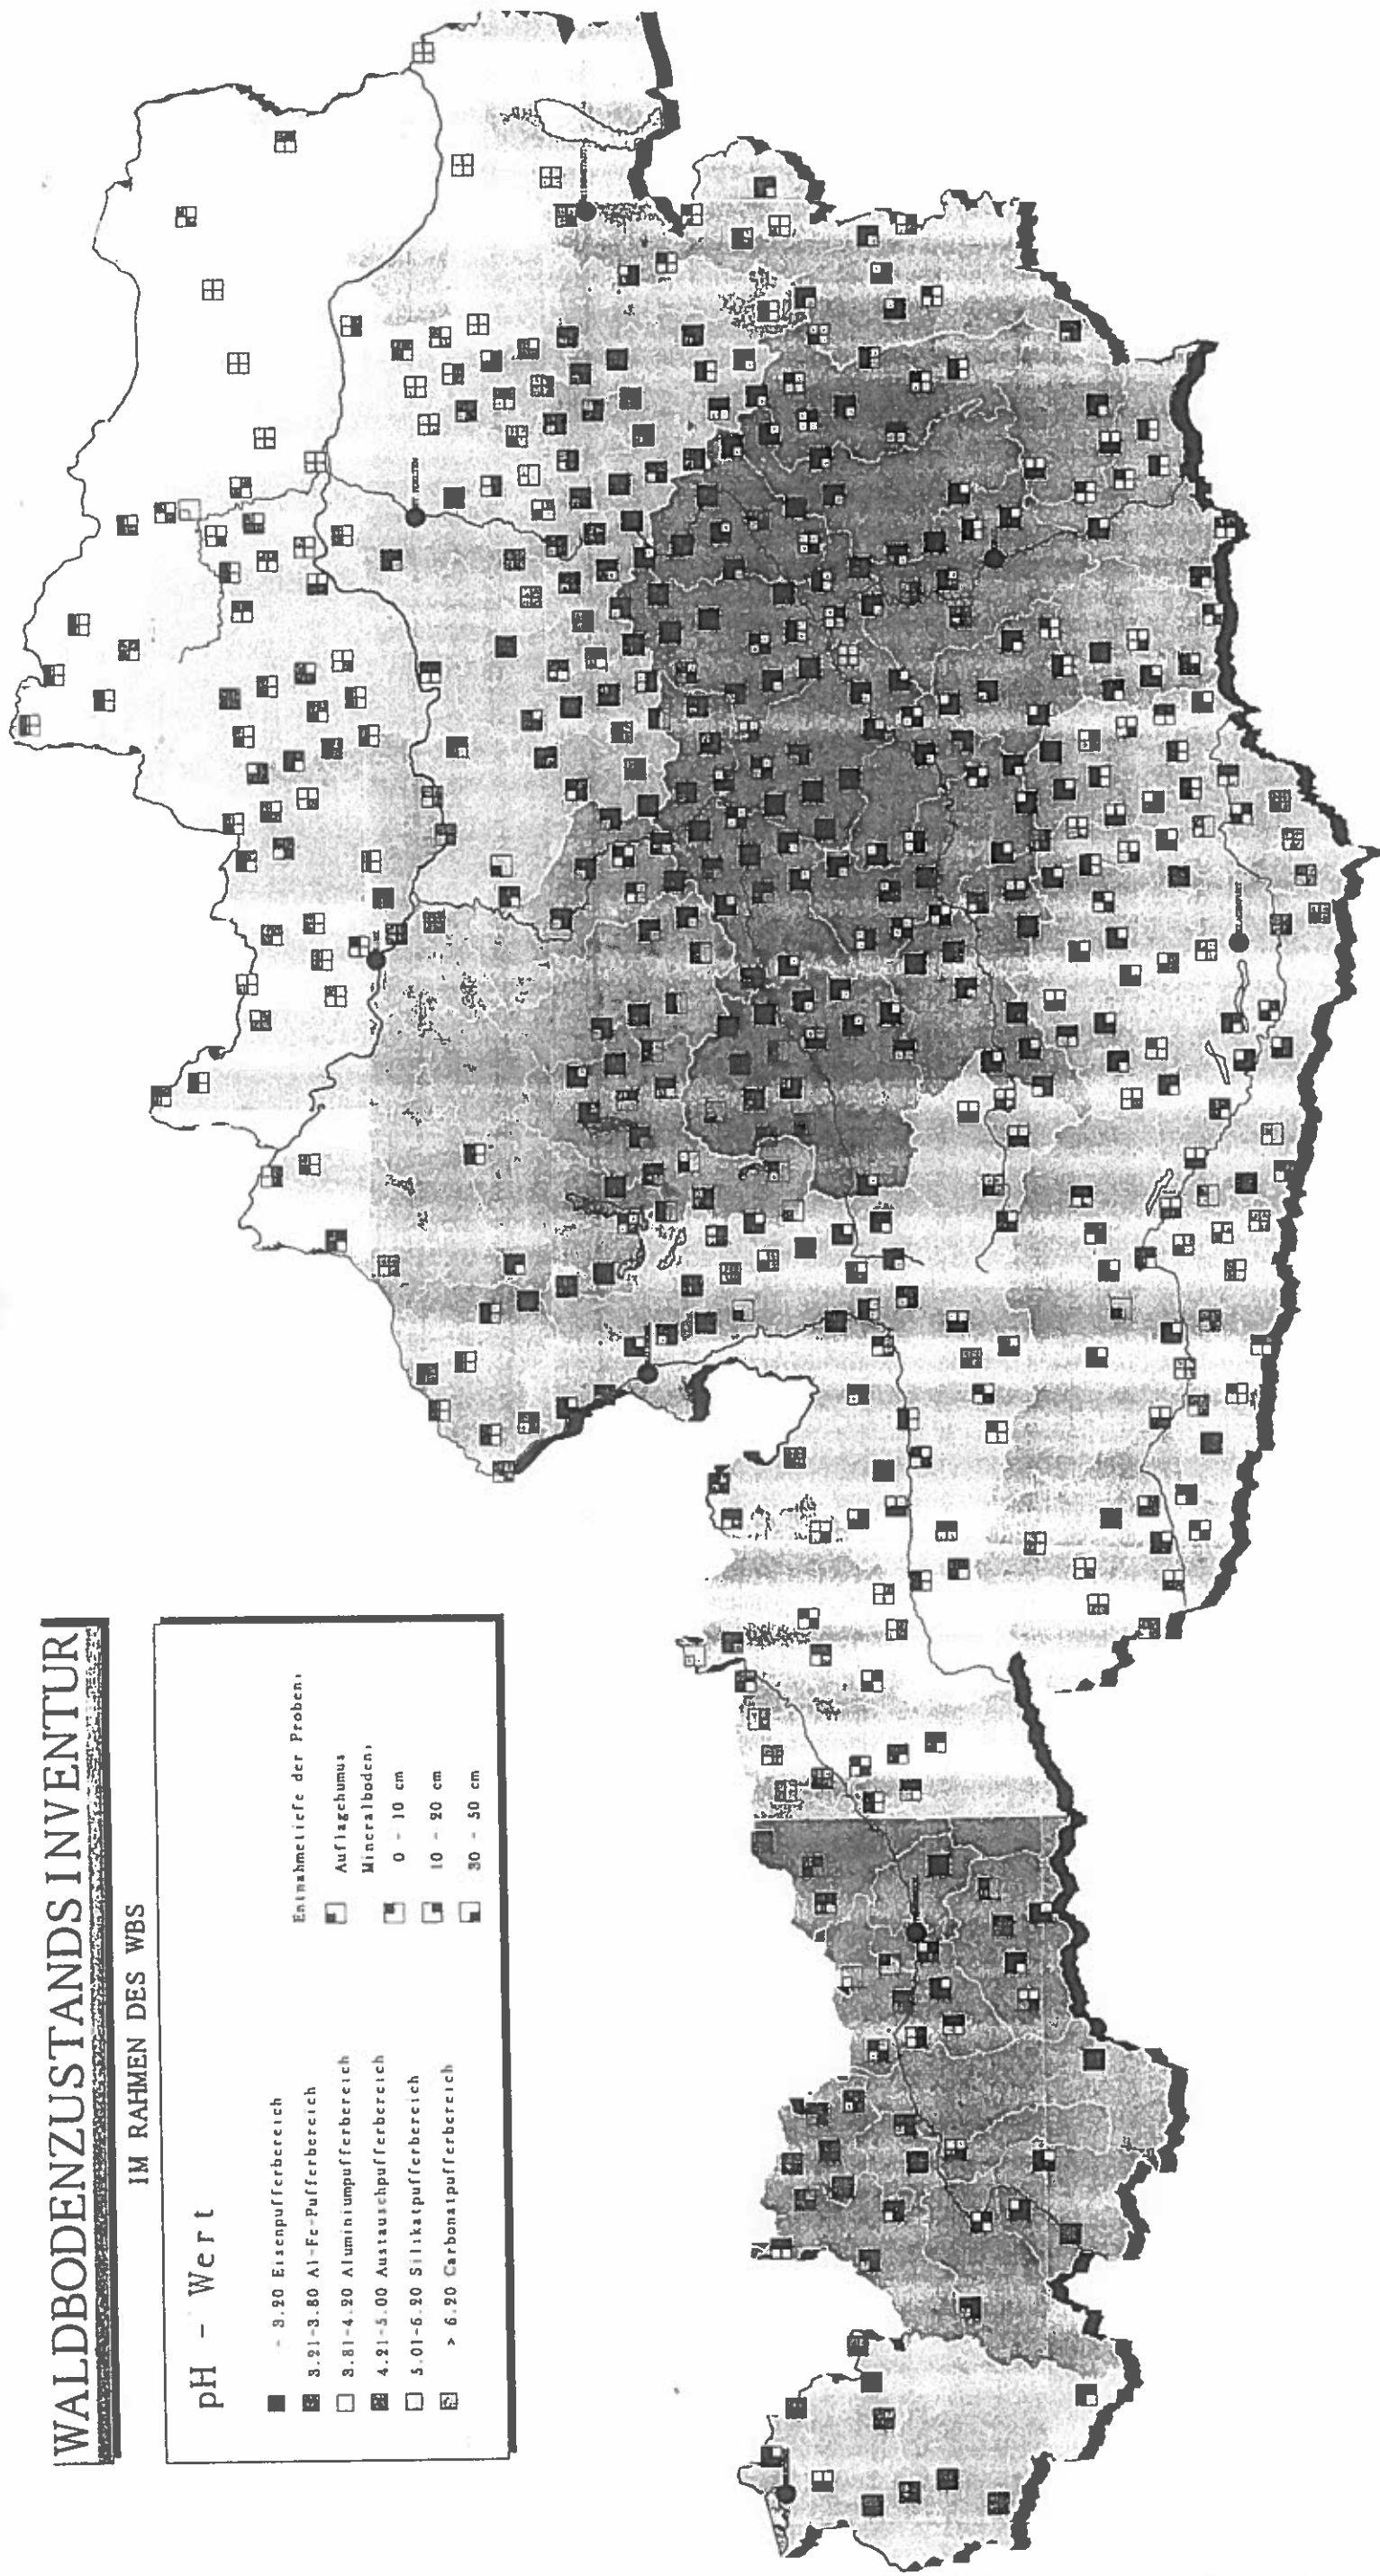 WALDBODENZUSTANDSINVENTUR
IM RAHMEN DES WBS
pH - Wert
- 3.20 Eisenpufferbereich
3.21-3.80 Al-Fe-Pufferbereich
3.81-4.20 Aluminiumpufferbereich
4.21-5.00 Austauschpufferbereich
5.01-6.20 Silikatpufferbereich
> 6.20 Carbonatpufferbereich
Entnahmetiefe der Proben:
Auflagehumus
Mineralboden:
0 - 10 cm
10 - 20 cm
30 - 50 cm
EISENSTADT
KLAGENFURT